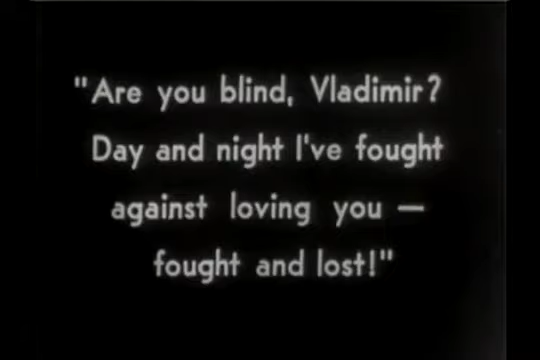 "Are you blind, Vladimir?
Day and night I've fought
against loving you —
fought and lost!"